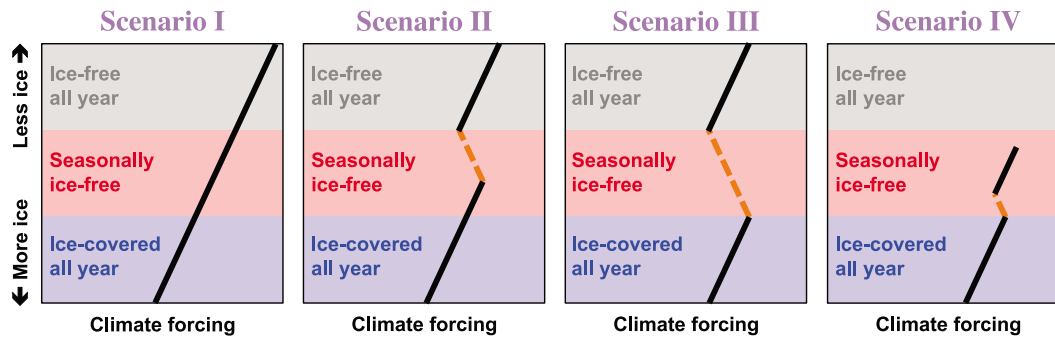 Scenario I
Scenario II
Scenario III
Scenario IV
← More ice
Less ice →
Ice-free
all year
Seasonally
ice-free
Ice-covered
all year
Climate forcing
Ice-free
all year
Seasonally
ice-free
Ice-covered
all year
Climate forcing
Ice-free
all year
Seasonally
ice-free
Ice-covered
all year
Climate forcing
Ice-free
all year
Seasonally
ice-free
Ice-covered
all year
Climate forcing